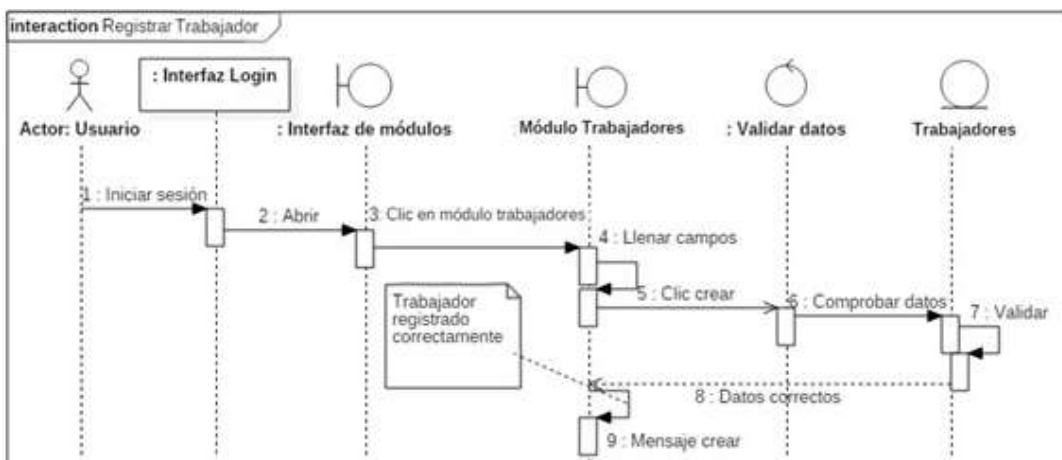 interaction Registrar Trabajador
: Interfaz Login
Actor: Usuario
: Interfaz de módulos
Módulo Trabajadores
: Validar datos
Trabajadores
1 : Iniciar sesión
2 : Abrir
3: Clic en módulo trabajadores
4 : Llenar campos
5 : Clic crear
6 : Comprobar datos
7 : Validar
Trabajador
registrado
correctamente
8 : Datos correctos
9 : Mensaje crear